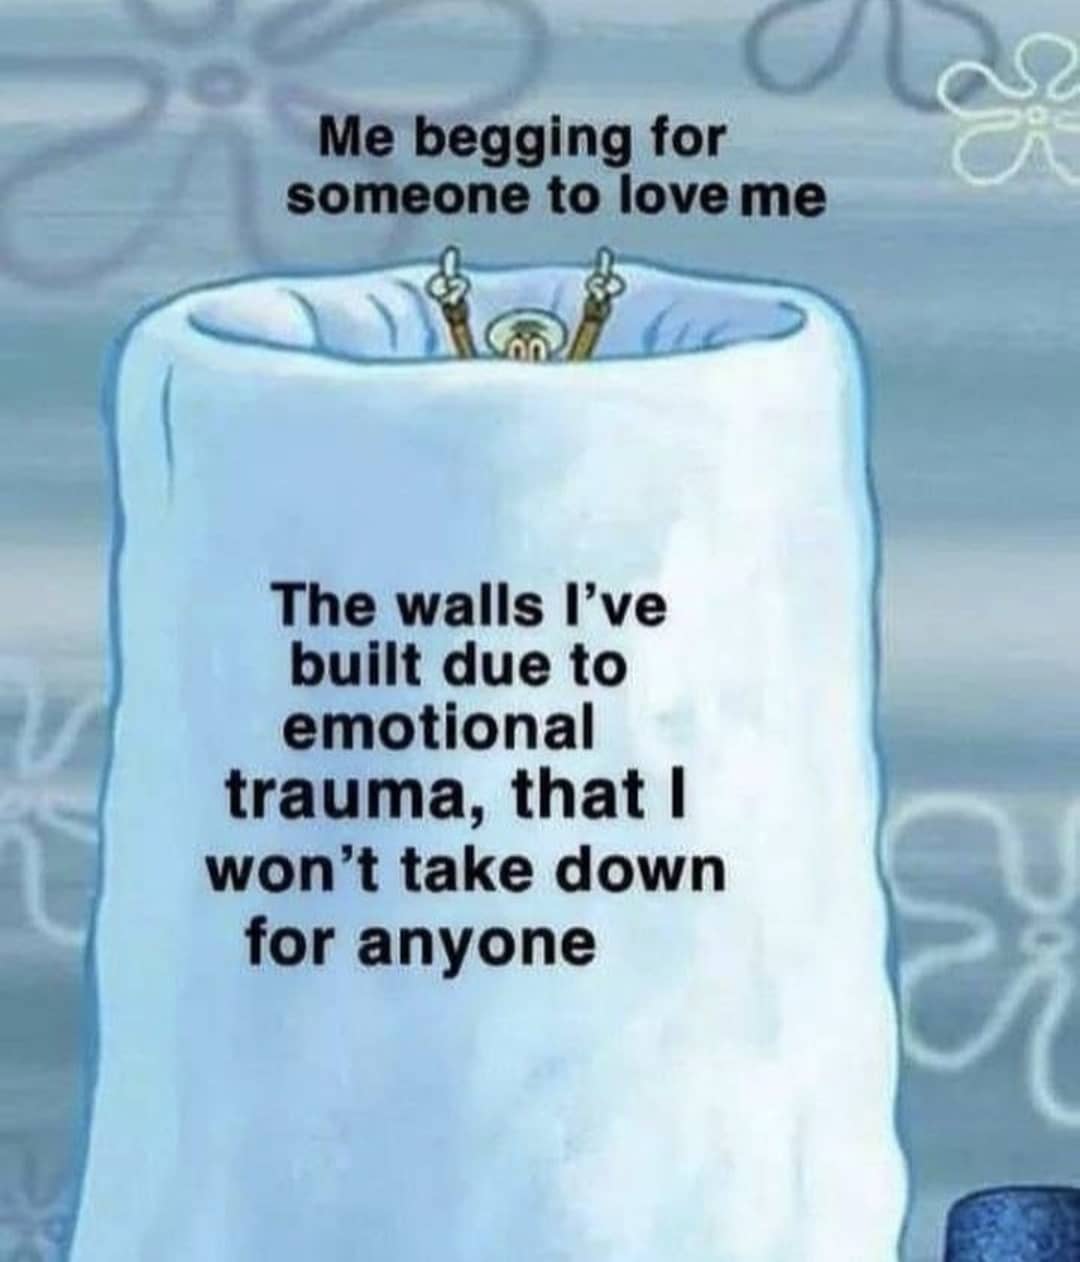 Me begging for
someone to love me
The walls I’ve
built due to
emotional
trauma, that I
won’t take down
for anyone